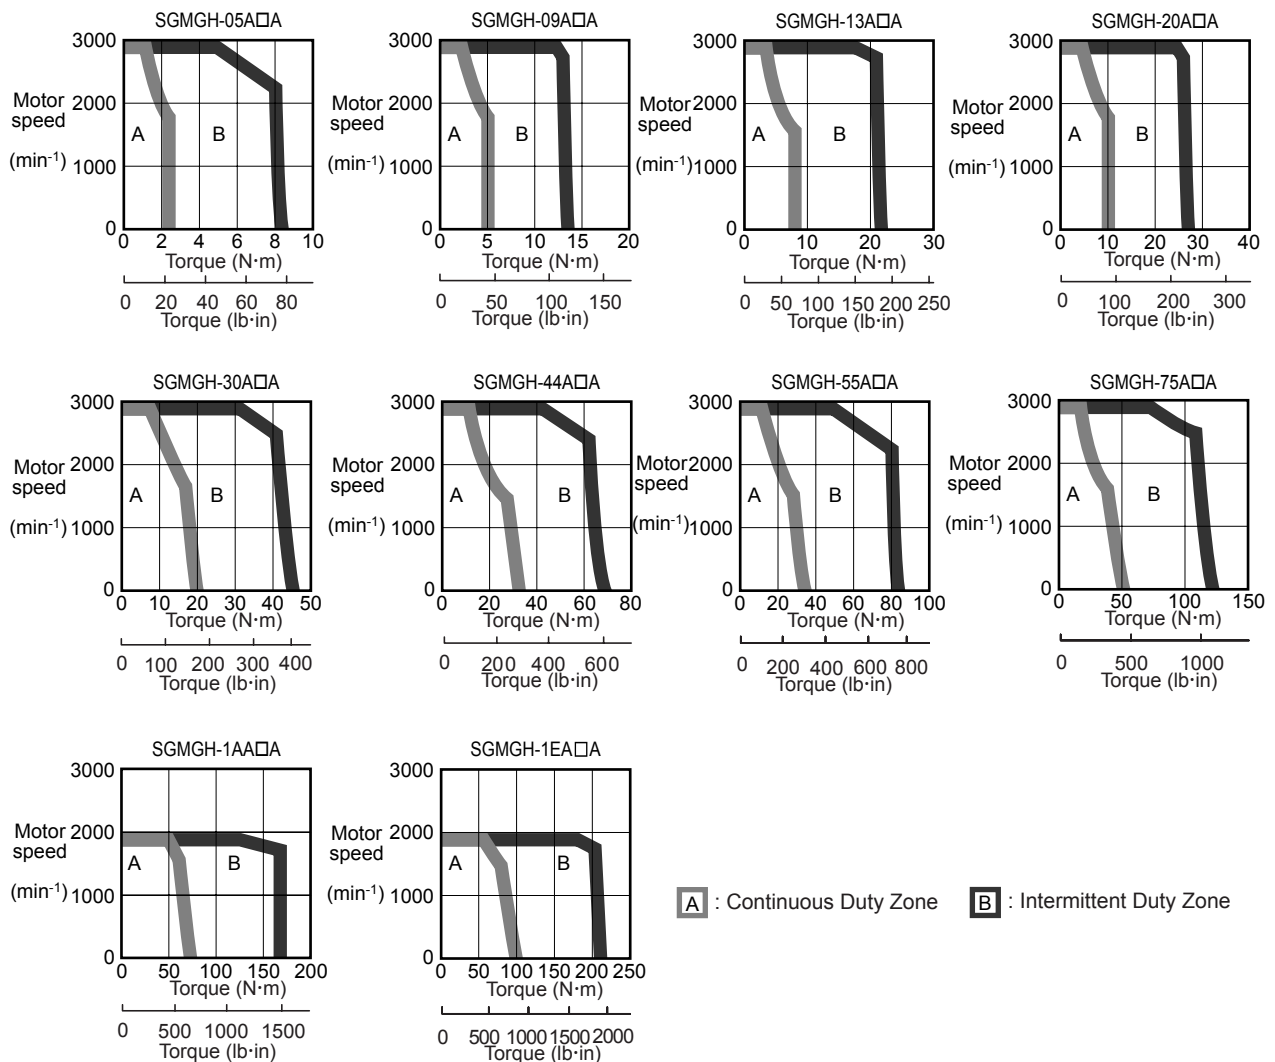 SGMGH-05A□A SGMGH-09A□A SGMGH-13A□A SGMGH-20A□A
3000 3000 3000 3000
Motor speed (min-1) Motor speed (min-1) Motor speed (min-1) Motor speed (min-1)
2000 2000 2000 2000
A B A B A B A B
1000 1000 1000 1000
0 0 0 0
0 2 4 6 8 10 0 5 10 15 20 0 10 20 30 0 10 20 30 40
Torque (N·m) Torque (N·m) Torque (N·m) Torque (N·m)
0 20 40 60 80 0 50 100 150 0 50 100 150 200 250 0 100 200 300
Torque (lb·in) Torque (lb·in) Torque (lb·in) Torque (lb·in)
SGMGH-30A□A SGMGH-44A□A SGMGH-55A□A SGMGH-75A□A
3000 3000 3000 3000
Motor speed (min-1) Motor speed (min-1) Motor speed (min-1) Motor speed (min-1)
2000 2000 2000 2000
A B A B A B A B
1000 1000 1000 1000
0 0 0 0
0 10 20 30 40 50 0 20 40 60 80 0 20 40 60 80 100 0 50 100 150
Torque (N·m) Torque (N·m) Torque (N·m) Torque (N·m)
0 100 200 300 400 0 200 400 600 0 200 400 600 800 0 500 1000
Torque (lb·in) Torque (lb·in) Torque (lb·in) Torque (lb·in)
SGMGH-1AA□A SGMGH-1EA□A
3000 3000
Motor speed (min-1) Motor speed (min-1)
2000 2000
A B A B
1000 1000
0 0
0 50 100 150 200 0 50 100 150 200 250
Torque (N·m) Torque (N·m)
0 500 1000 1500 0 500 1000 1500 2000
Torque (lb·in) Torque (lb·in)
A : Continuous Duty Zone B : Intermittent Duty Zone